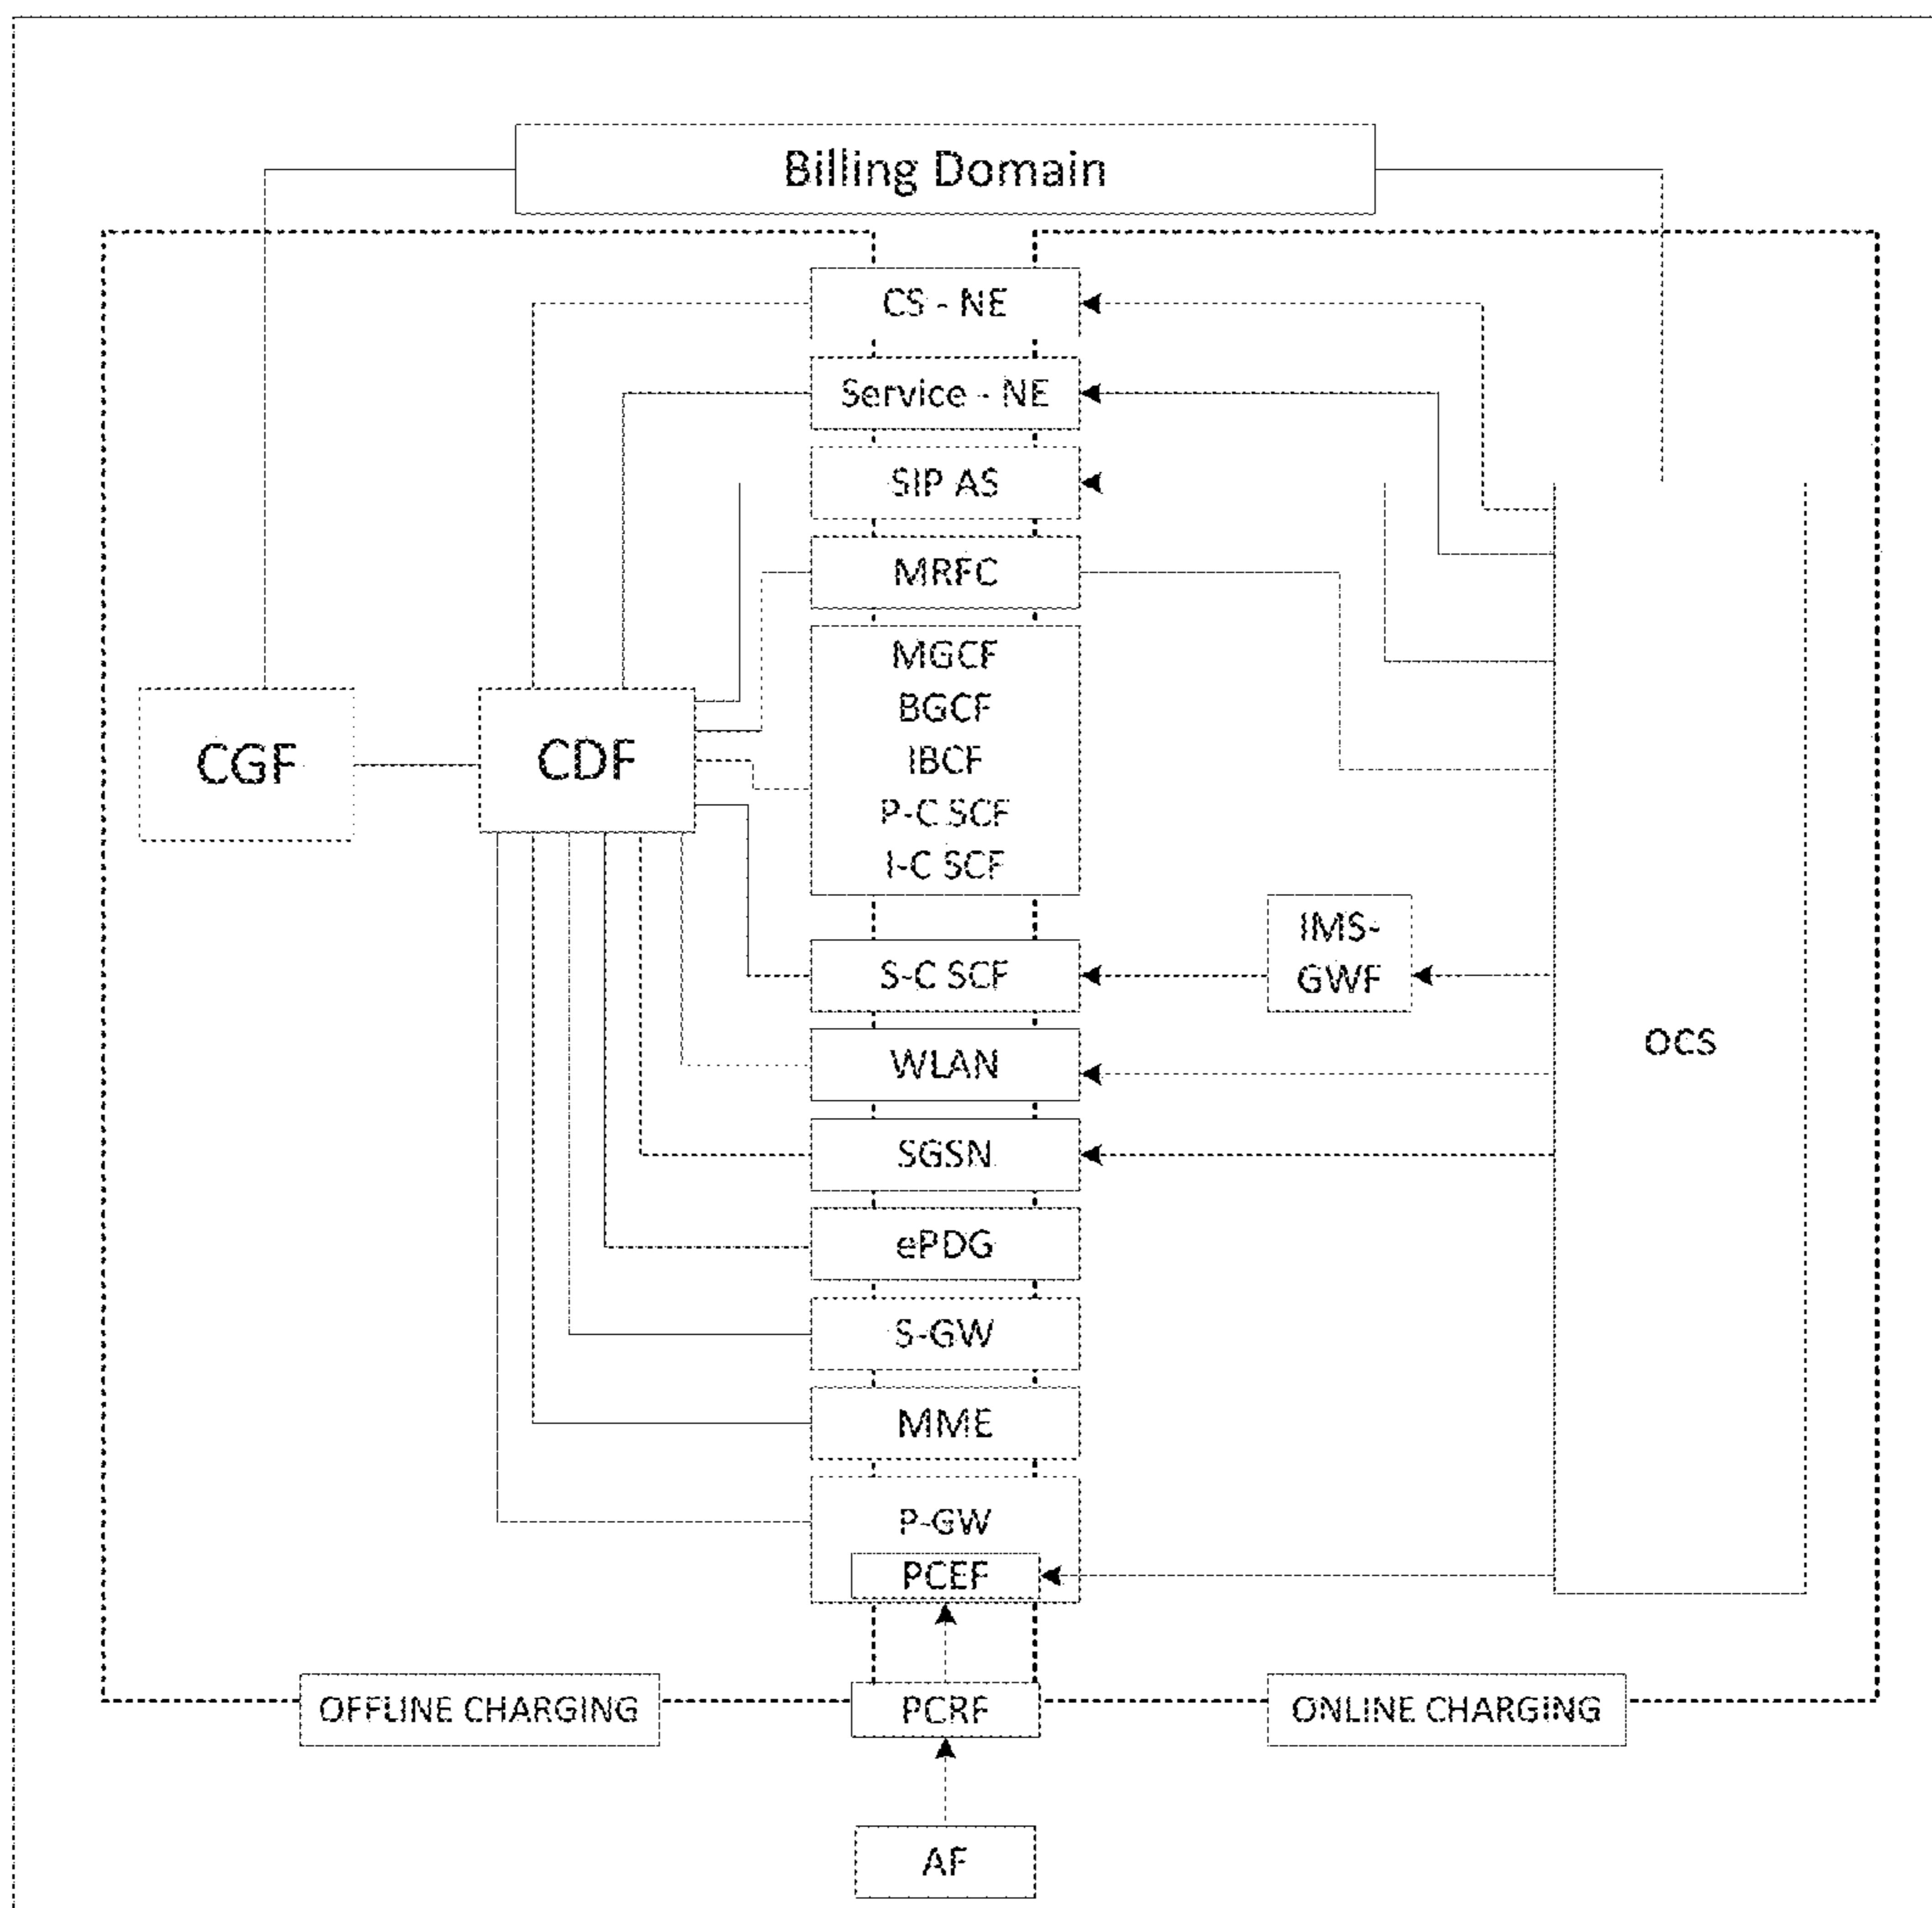 Billing Domain
CS - NE
Service - NE
SIP AS
MRFC
MGCF
BGCF
IBCF
P-C SCF
I-C SCF
CGF
CDF
S-C SCF
IMS-
GWF
WLAN
OCS
SGSN
ePDG
S-GW
MME
P-GW
PCEF
OFFLINE CHARGING
PCRF
ONLINE CHARGING
AF